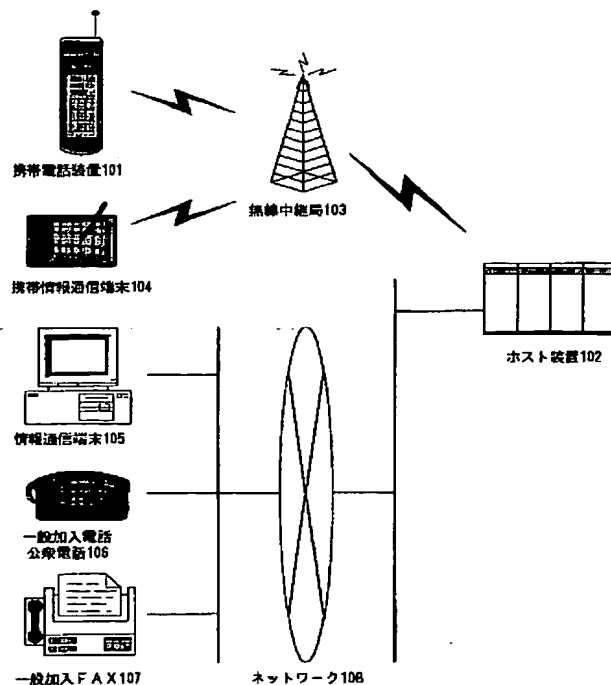 携帯電話装置101
無線中継局103
携帯情報通信端末104
ホスト装置102
情報通信端末105
一般加入電話
公衆電話106
一般加入FAX107
ネットワーク108